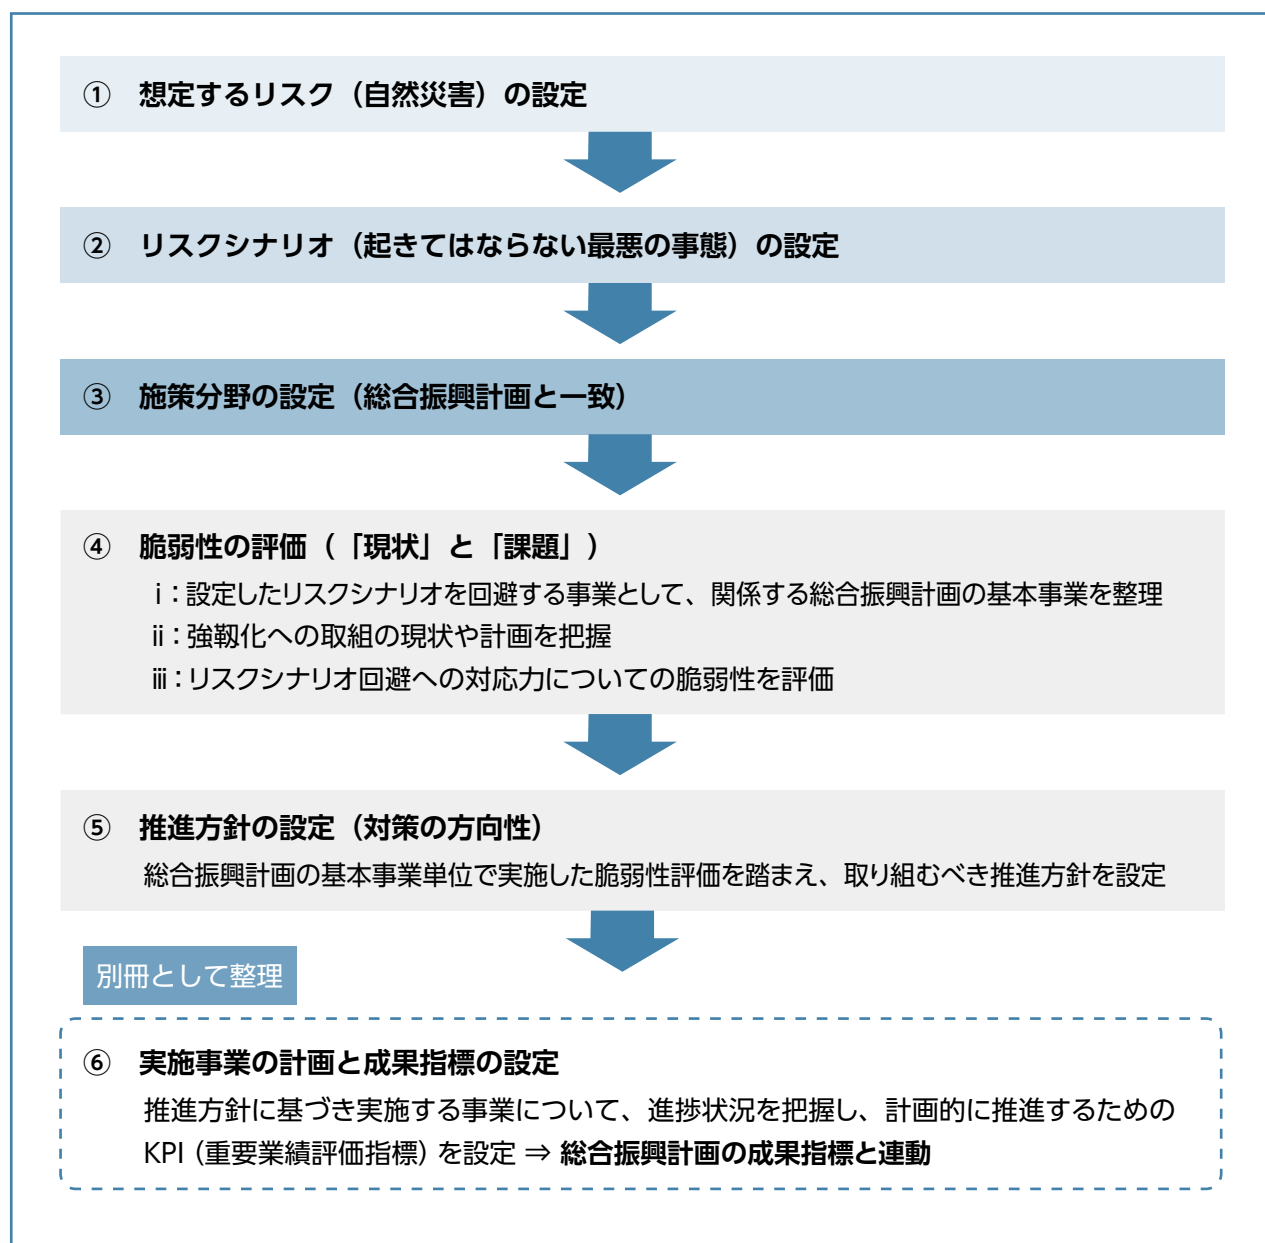 ① 想定するリスク（自然災害）の設定
② リスクシナリオ（起きてはならない最悪の事態）の設定
③ 施策分野の設定（総合振興計画と一致）
④ 脆弱性の評価（「現状」と「課題」）
ⅰ：設定したリスクシナリオを回避する事業として、関係する総合振興計画の基本事業を整理
ⅱ：強靱化への取組の現状や計画を把握
ⅲ：リスクシナリオ回避への対応力についての脆弱性を評価
⑤ 推進方針の設定（対策の方向性）
総合振興計画の基本事業単位で実施した脆弱性評価を踏まえ、取り組むべき推進方針を設定
別冊として整理
⑥ 実施事業の計画と成果指標の設定
推進方針に基づき実施する事業について、進捗状況を把握し、計画的に推進するための
KPI（重要業績評価指標）を設定 ⇒ 総合振興計画の成果指標と連動